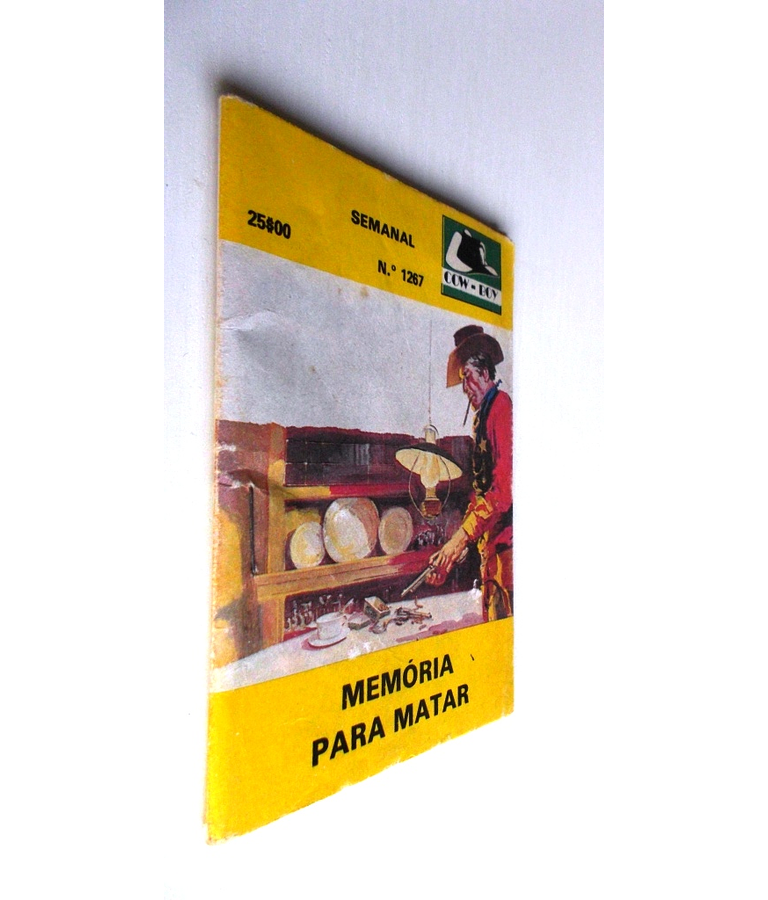 25$00
SEMANAL
N.º 1267
COW-BOY
MEMÓRIA
PARA MATAR